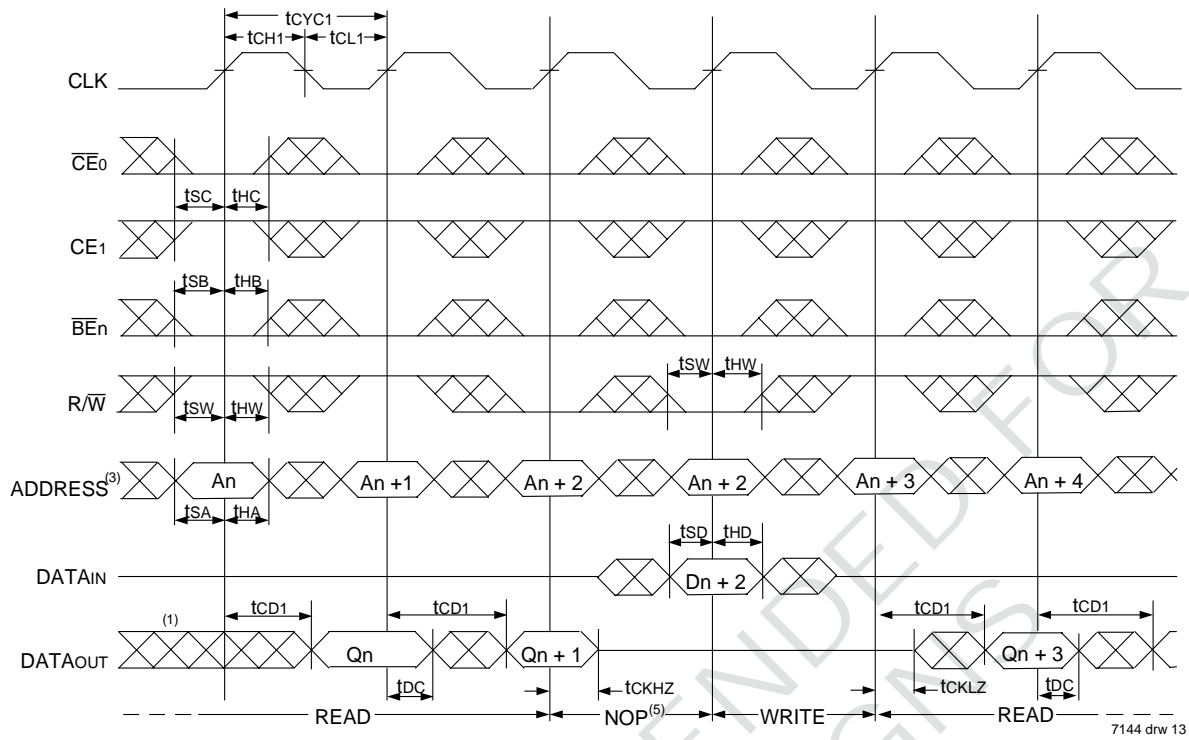 tCYC1
tCH1 tCL1
CLK
CE0
tSC tHC
CE1
tSB tHB
BEn
tSW tHW
R/W
tSW tHW
ADDRESS(3) An An +1 An + 2 An + 2 An + 3 An + 4
tSA tHA
tSD tHD
DATAIN Dn + 2
tCD1 tCD1 tCD1 tCD1
(1)
DATAOUT Qn Qn + 1 Qn + 3
tDC tCKHZ tCKLZ tDC
READ NOP(5) WRITE READ
7144 drw 13